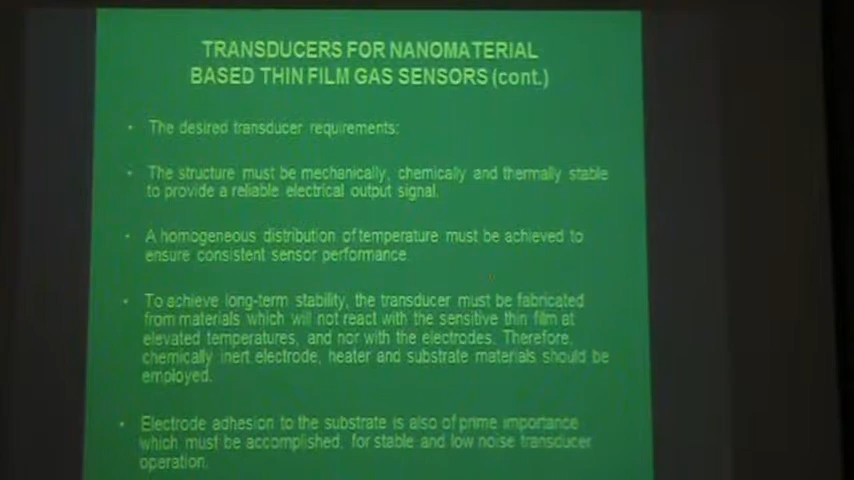 TRANSDUCERS FOR NANOMATERIAL
BASED THIN FILM GAS SENSORS (cont.)
• The desired transducer requirements:
• The structure must be mechanically, chemically and thermally stable
to provide a reliable electrical output signal.
• A homogeneous distribution of temperature must be achieved to
ensure consistent sensor performance.
• To achieve long-term stability, the transducer must be fabricated
from materials which will not react with the sensitive thin film at
elevated temperatures, and nor with the electrodes. Therefore,
chemically inert electrode, heater and substrate materials should be
employed.
• Electrode adhesion to the substrate is also of prime importance
which must be accomplished, for stable and low noise transducer
operation.